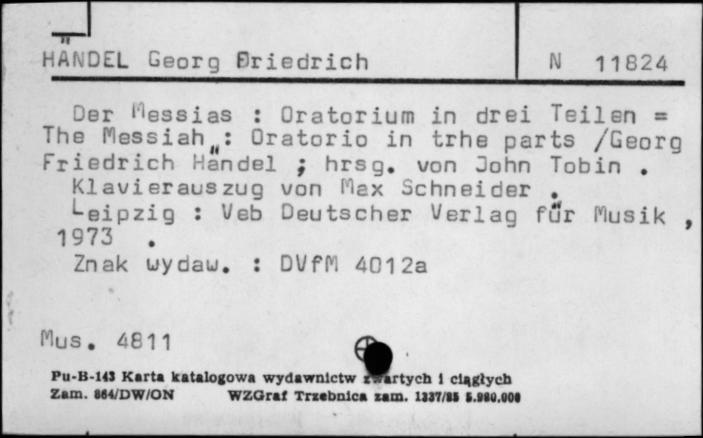 HÄNDEL Georg Friedrich N 11824
Der Messias : Oratorium in drei Teilen =
The Messiah : Oratorio in trhe parts /Georg
Friedrich Händel ; hrsg. von John Tobin .
Klavierauszug von Max Schneider .
Leipzig : Veb Deutscher Verlag für Musik ,
1973 .
Znak wydaw. : DVfM 4012a
Mus. 4811
Pu-B-143 Karta katalogowa wydawnictw zwartych i ciągłych
Zam. 864/DW/ON WZGraf Trzebnica zam. 1337/85 5.980.000